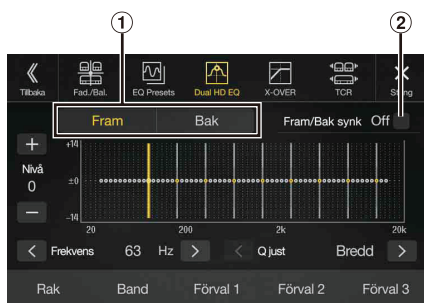 1 2
Tillbaka Fad./Bal. EQ Presets Dual HD EQ X-OVER TCR Stäng
Fram Bak Fram/Bak synk Off
+14
Nivå
0
±0
-14
20 200 2k 20k
Frekvens 63 Hz Q just Bredd
Rak Band Förval 1 Förval 2 Förval 3